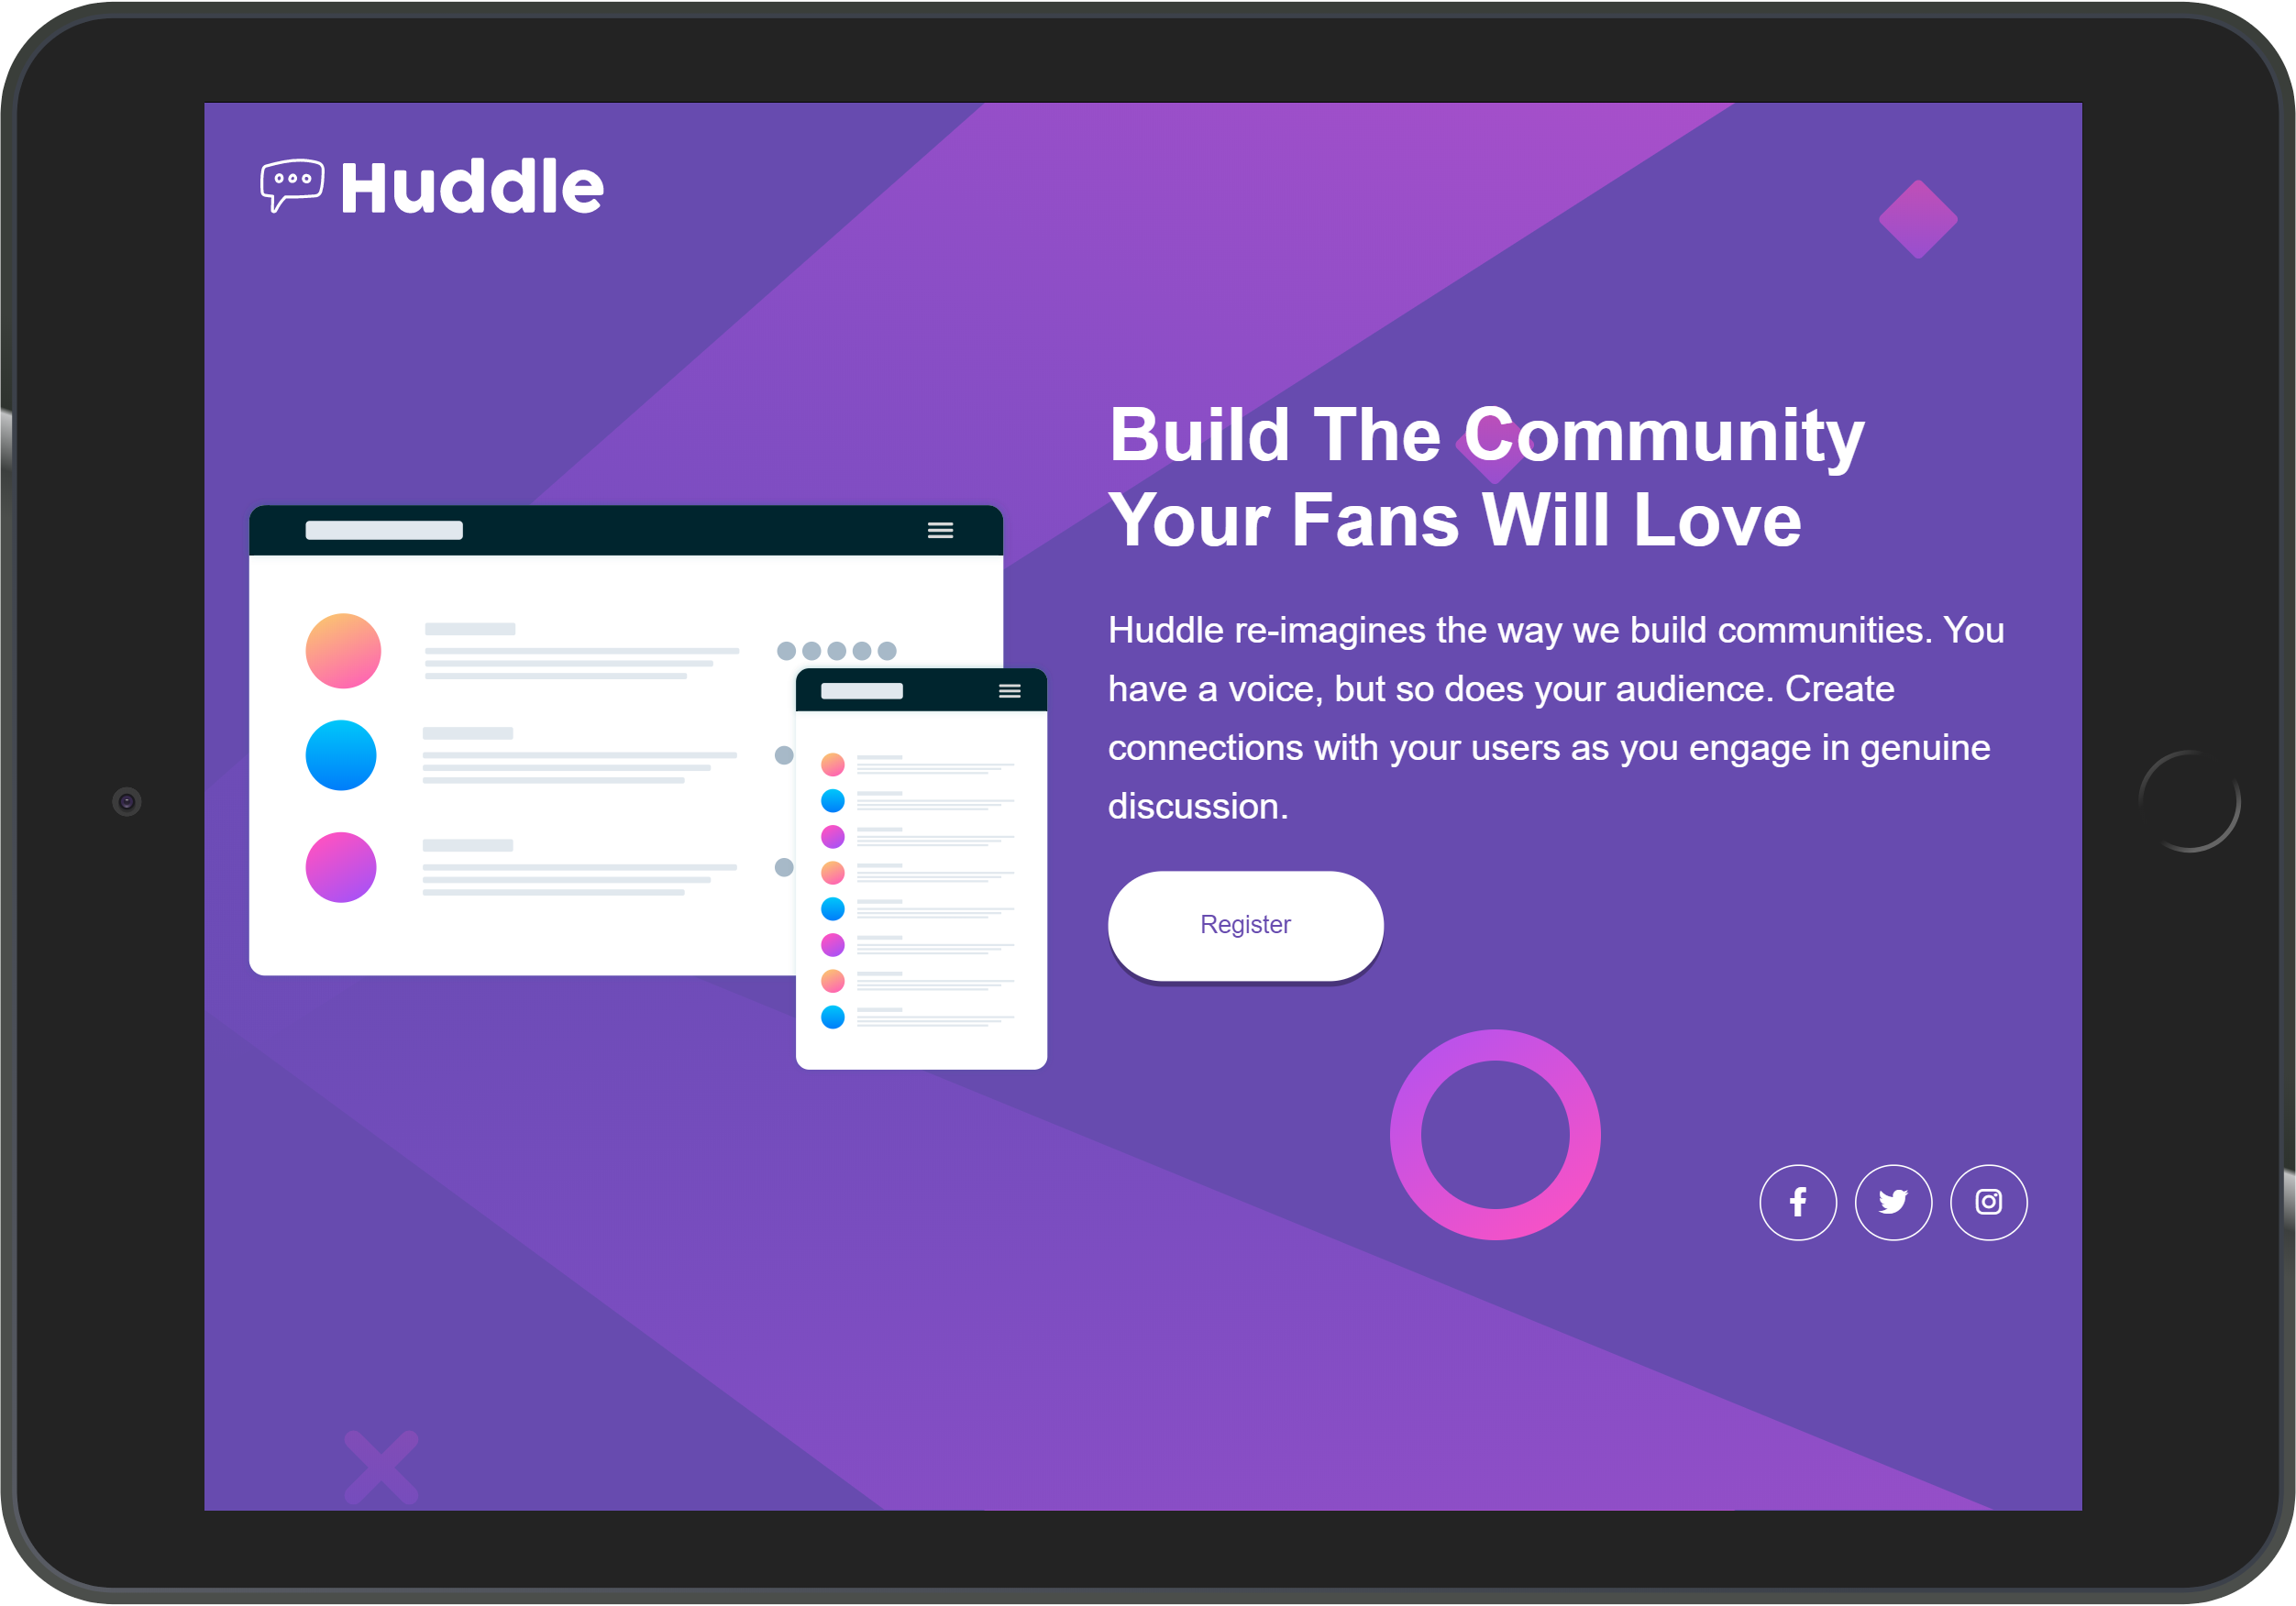 Huddle
Build The Community
Your Fans Will Love
Huddle re-imagines the way we build communities. You
have a voice, but so does your audience. Create
connections with your users as you engage in genuine
discussion.
Register